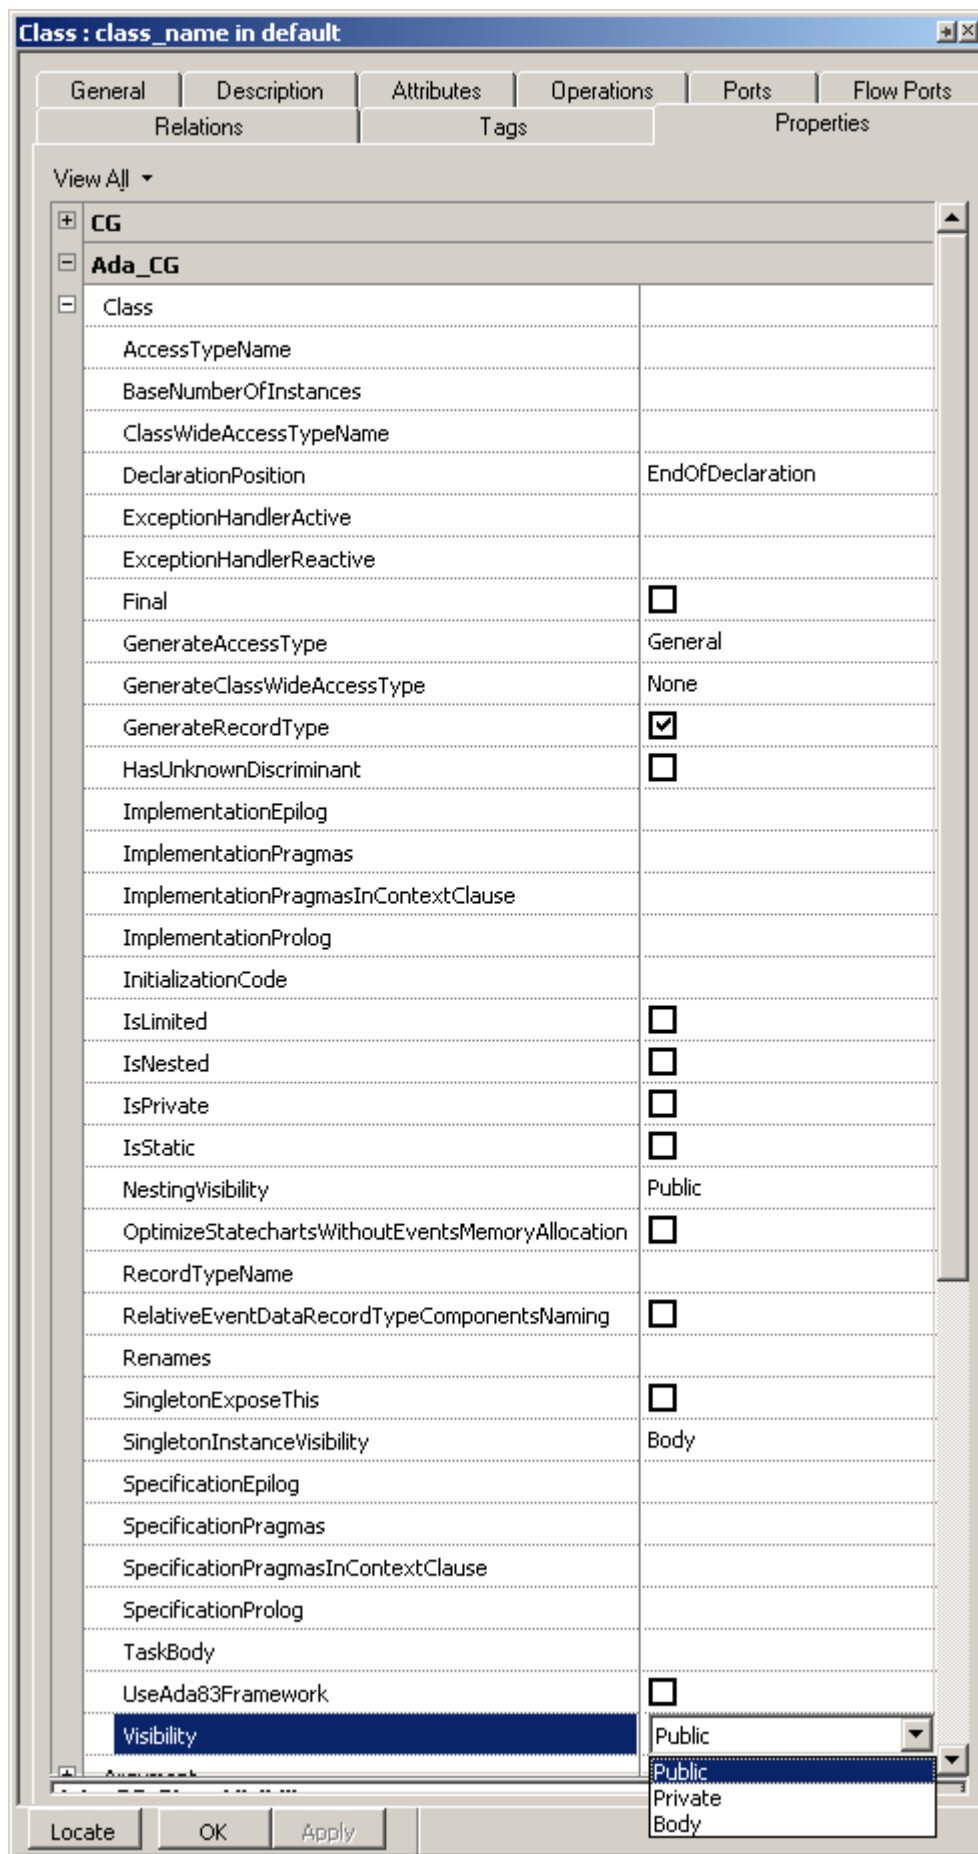 Class : class_name in default
General Description Attributes Operations Ports Flow Ports
Relations Tags Properties
View All
CG
Ada_CG
Class
AccessTypeName
BaseNumberOfInstances
ClassWideAccessTypeName
DeclarationPosition EndOfDeclaration
ExceptionHandlerActive
ExceptionHandlerReactive
Final
GenerateAccessType General
GenerateClassWideAccessType None
GenerateRecordType
HasUnknownDiscriminant
ImplementationEpilog
ImplementationPragmas
ImplementationPragmasInContextClause
ImplementationProlog
InitializationCode
IsLimited
IsNested
IsPrivate
IsStatic
NestingVisibility Public
OptimizeStatechartsWithoutEventsMemoryAllocation
RecordTypeName
RelativeEventDataRecordTypeComponentsNaming
Renames
SingletonExposeThis
SingletonInstanceVisibility Body
SpecificationEpilog
SpecificationPragmas
SpecificationPragmasInContextClause
SpecificationProlog
TaskBody
UseAda83Framework
Visibility Public
Public
Private
Body
Locate OK Apply